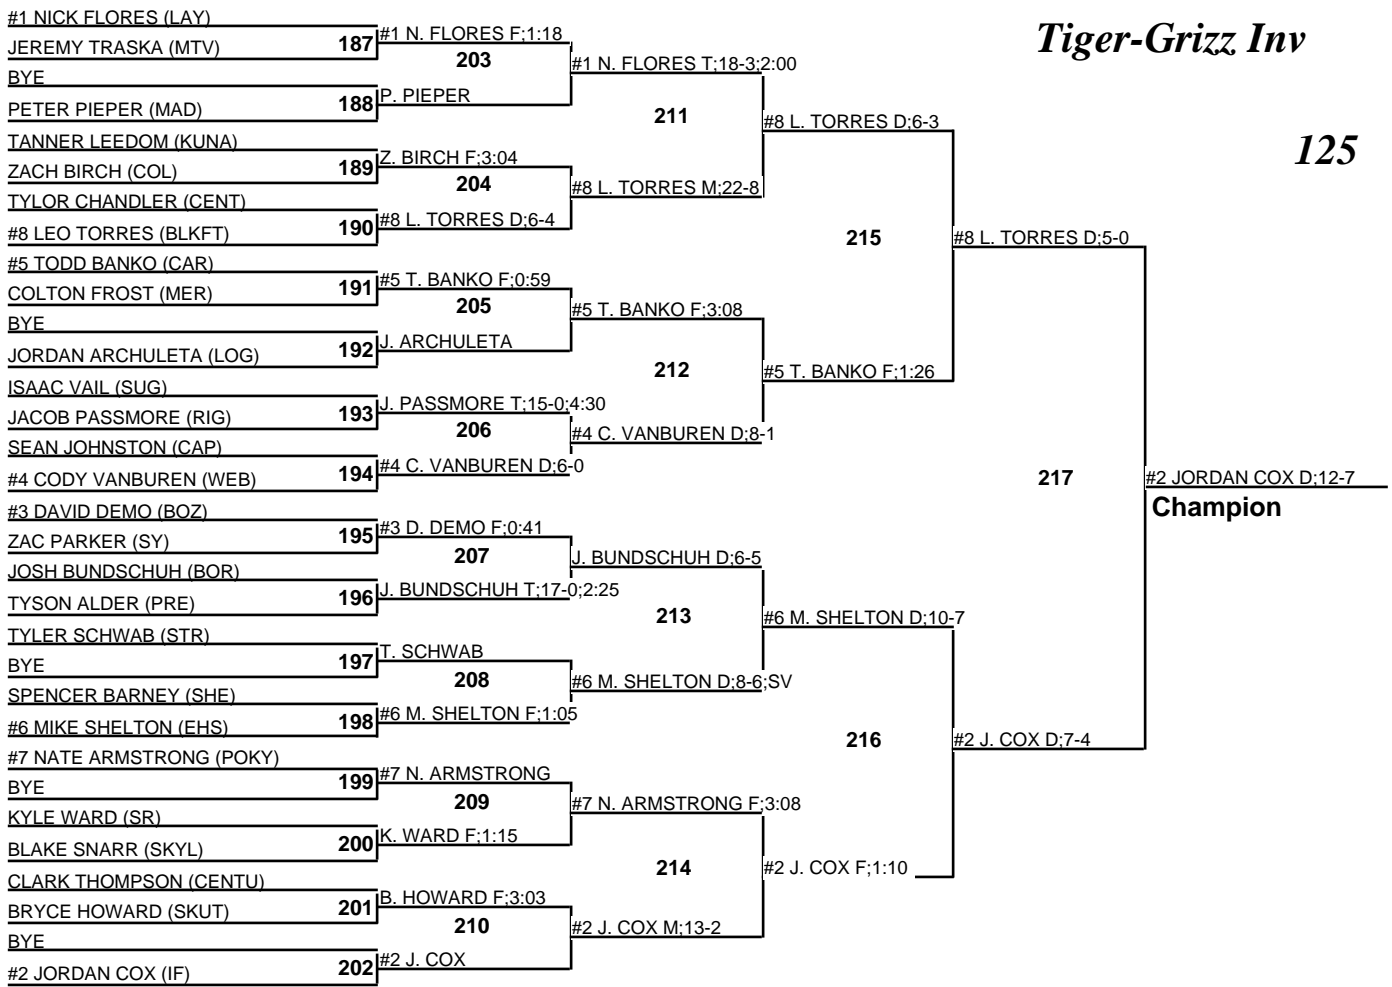 Tiger-Grizz Inv
125
#1 NICK FLORES (LAY)
JEREMY TRASKA (MTV)
BYE
PETER PIEPER (MAD)
TANNER LEEDOM (KUNA)
ZACH BIRCH (COL)
TYLOR CHANDLER (CENT)
#8 LEO TORRES (BLKFT)
#5 TODD BANKO (CAR)
COLTON FROST (MER)
BYE
JORDAN ARCHULETA (LOG)
ISAAC VAIL (SUG)
JACOB PASSMORE (RIG)
SEAN JOHNSTON (CAP)
#4 CODY VANBUREN (WEB)
#3 DAVID DEMO (BOZ)
ZAC PARKER (SY)
JOSH BUNDSCHUH (BOR)
TYSON ALDER (PRE)
TYLER SCHWAB (STR)
BYE
SPENCER BARNEY (SHE)
#6 MIKE SHELTON (EHS)
#7 NATE ARMSTRONG (POKY)
BYE
KYLE WARD (SR)
BLAKE SNARR (SKYL)
CLARK THOMPSON (CENTU)
BRYCE HOWARD (SKUT)
BYE
#2 JORDAN COX (IF)
187
188
189
190
191
192
193
194
195
196
197
198
199
200
201
202
#1 N. FLORES F;1:18
203
P. PIEPER
Z. BIRCH F;3:04
204
#8 L. TORRES D;6-4
#5 T. BANKO F;0:59
205
J. ARCHULETA
J. PASSMORE T;15-0;4:30
206
#4 C. VANBUREN D;6-0
#3 D. DEMO F;0:41
207
J. BUNDSCHUH T;17-0;2:25
T. SCHWAB
208
#6 M. SHELTON F;1:05
#7 N. ARMSTRONG
209
K. WARD F;1:15
B. HOWARD F;3:03
210
#2 J. COX
#1 N. FLORES T;18-3;2:00
211
#8 L. TORRES M;22-8
#5 T. BANKO F;3:08
212
#4 C. VANBUREN D;8-1
J. BUNDSCHUH D;6-5
213
#6 M. SHELTON D;8-6;SV
#7 N. ARMSTRONG F;3:08
214
#2 J. COX M;13-2
#8 L. TORRES D;6-3
215
#5 T. BANKO F;1:26
#6 M. SHELTON D;10-7
216
#2 J. COX F;1:10
#8 L. TORRES D;5-0
217
#2 J. COX D;7-4
#2 JORDAN COX D;12-7
Champion